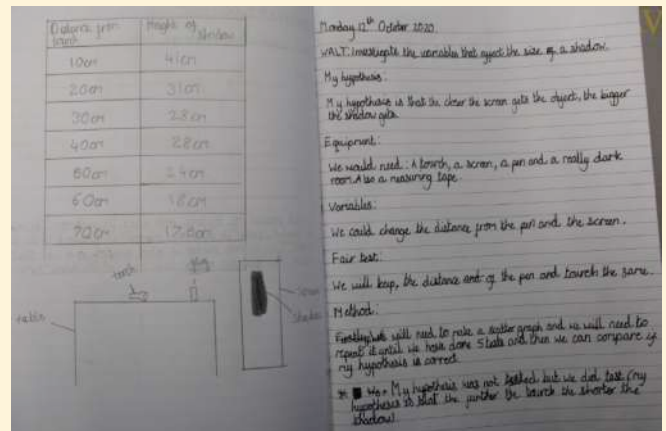 Distance from torch
Height of shadow
10cm 41cm
20cm 31cm
30cm 28cm
40cm 28cm
50cm 24cm
60cm 18cm
70cm
torch
table
Screen
Shadow
Monday 12th October 2020
WALT: Investigate the variables that affect the size of a shadow.
My hypothesis:
My hypothesis is that the closer the screen gets the object, the bigger
the shadow gets.
Equipment:
We would need: A tourch, a screen, a pen and a really dark
room. Also a measuring tape.
Variables:
We could change the distance from the pen and the screen.
Fair test:
We will keep, the distance and of the pen and tourch the same.
Method:
will need to make a scatter graph and we will need to
repeat it until we have done 5 tests and then we can compare if
my hypothesis is correct.
My hypothesis was not tested but we did test (my
hypothesis is that the further the tourch the shorter the
shadow)